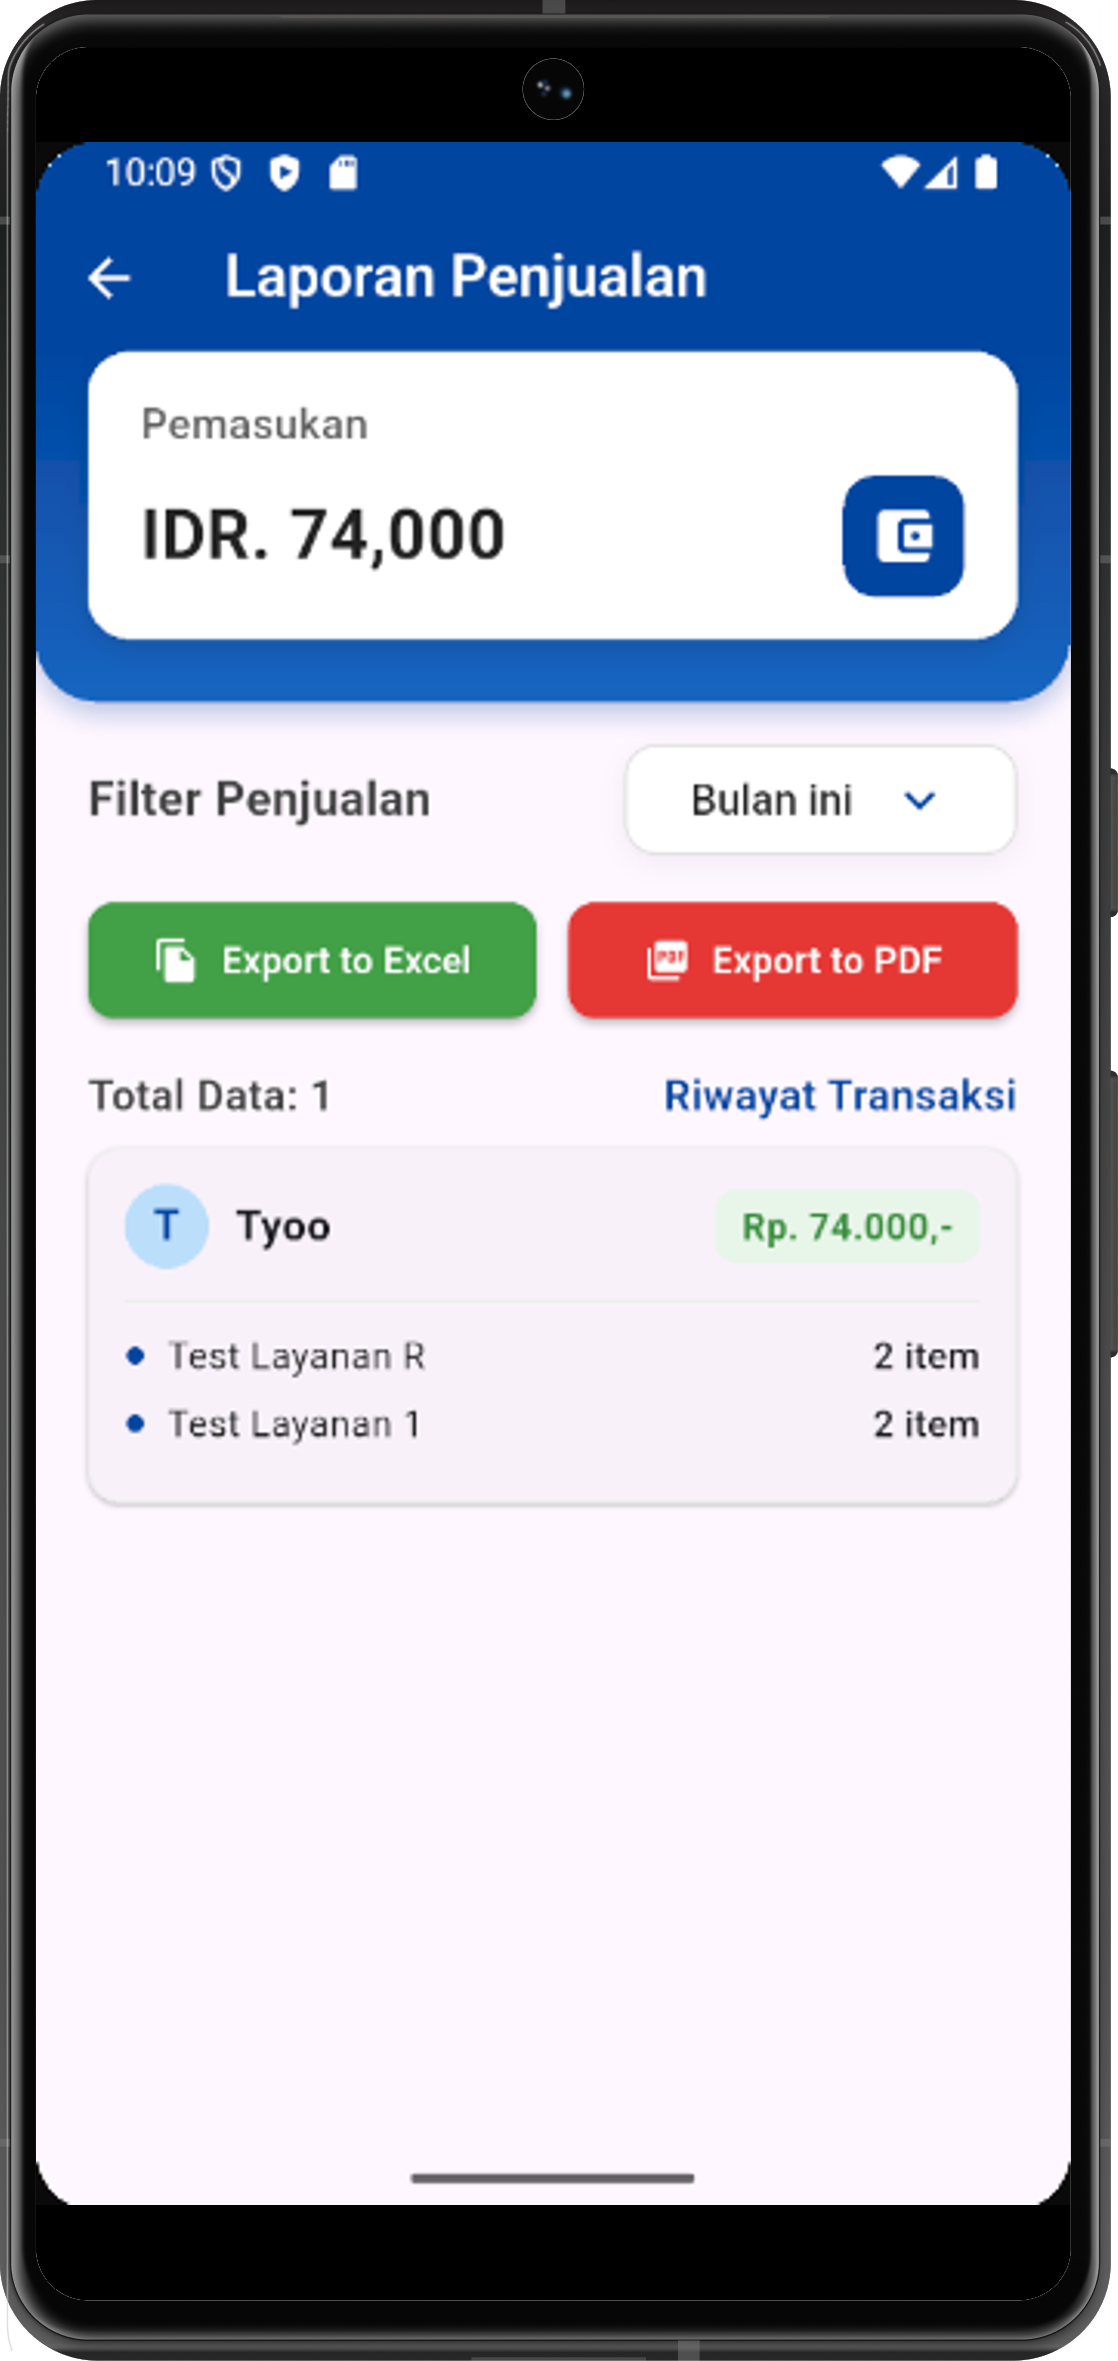 10:09
Laporan Penjualan
Pemasukan
IDR. 74,000
Filter Penjualan
Bulan ini
Export to Excel
PDF Export to PDF
Total Data: 1
Riwayat Transaksi
T Tyoo
Rp. 74.000,-
Test Layanan R
2 item
Test Layanan 1
2 item